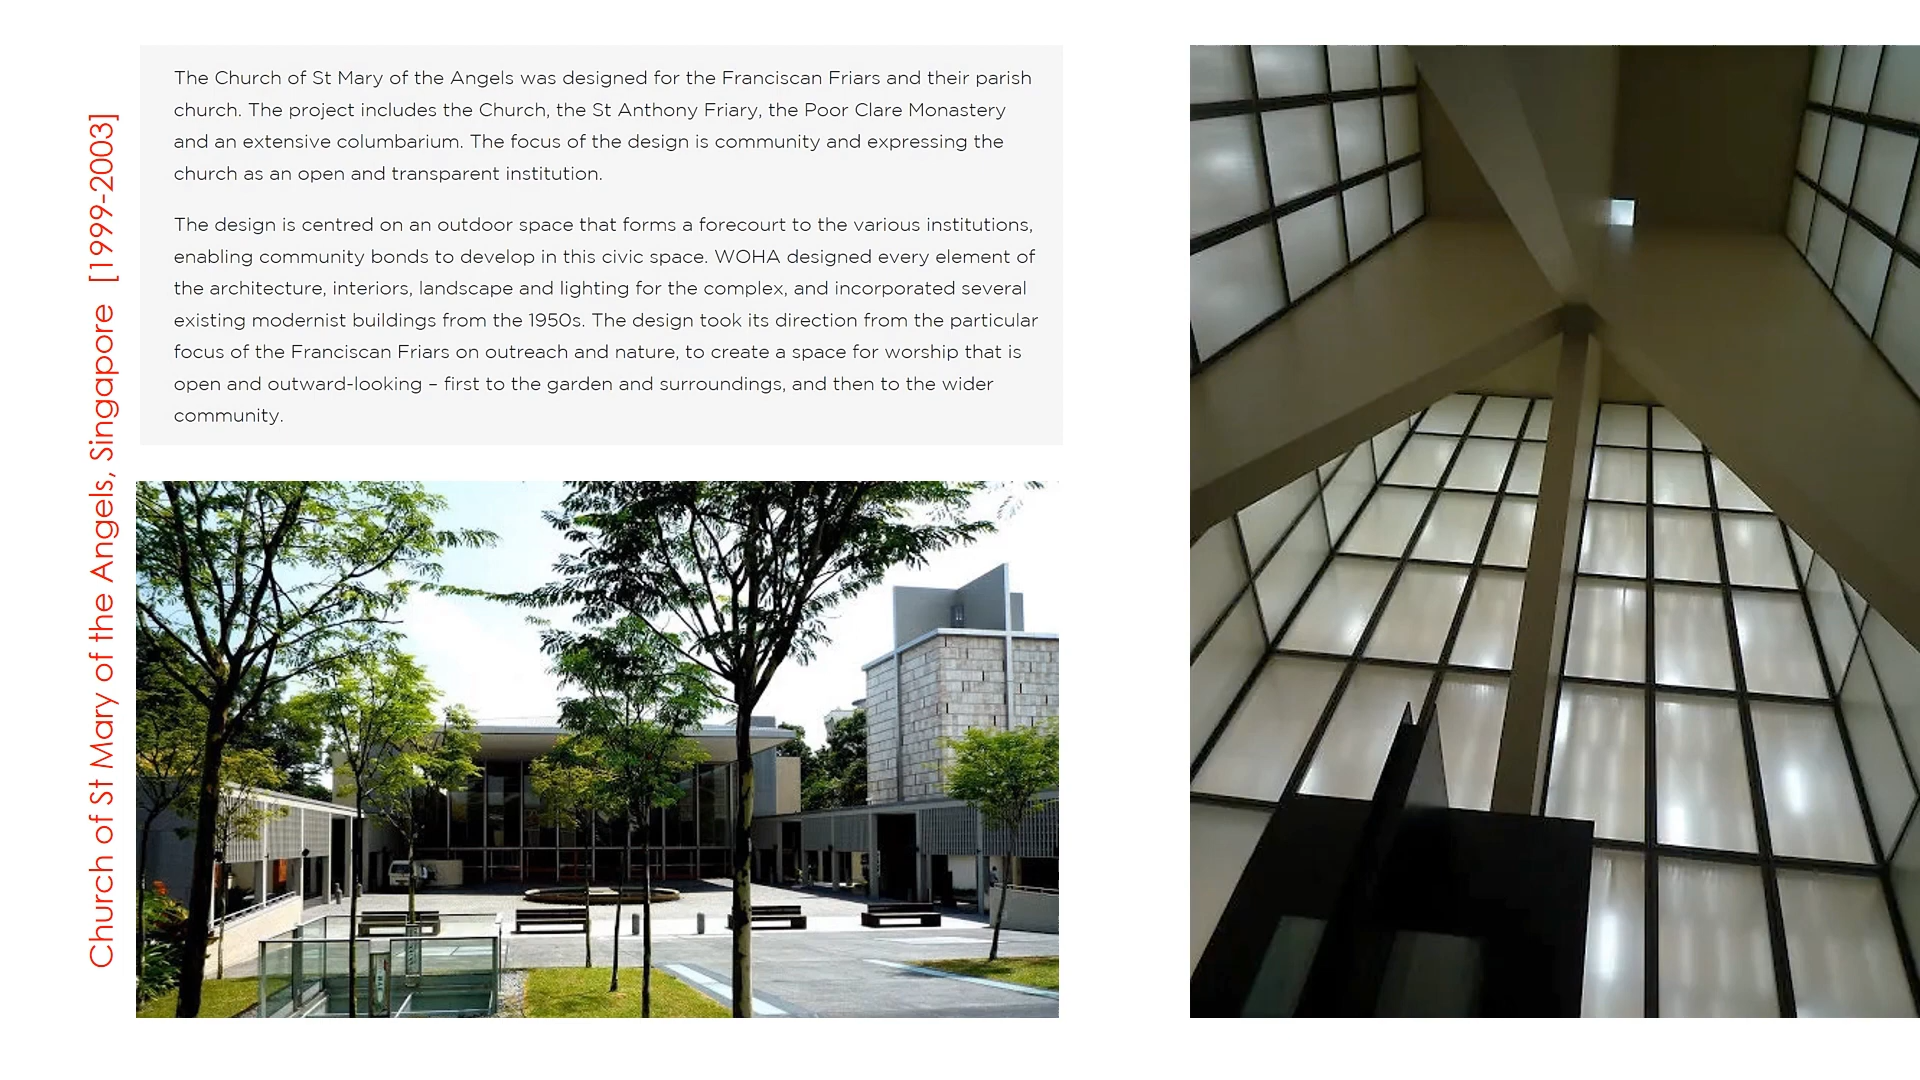 Church of St Mary of the Angels, Singapore [1999-2003]
The Church of St Mary of the Angels was designed for the Franciscan Friars and their parish
church. The project includes the Church, the St Anthony Friary, the Poor Clare Monastery
and an extensive columbarium. The focus of the design is community and expressing the
church as an open and transparent institution.
The design is centred on an outdoor space that forms a forecourt to the various institutions,
enabling community bonds to develop in this civic space. WOHA designed every element of
the architecture, interiors, landscape and lighting for the complex, and incorporated several
existing modernist buildings from the 1950s. The design took its direction from the particular
focus of the Franciscan Friars on outreach and nature, to create a space for worship that is
open and outward-looking – first to the garden and surroundings, and then to the wider
community.